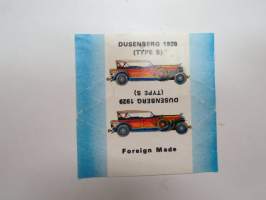 DUSENBERG 1929
(TYPE S)
DUSENBERG 1929
(TYPE S)
Foreign Made